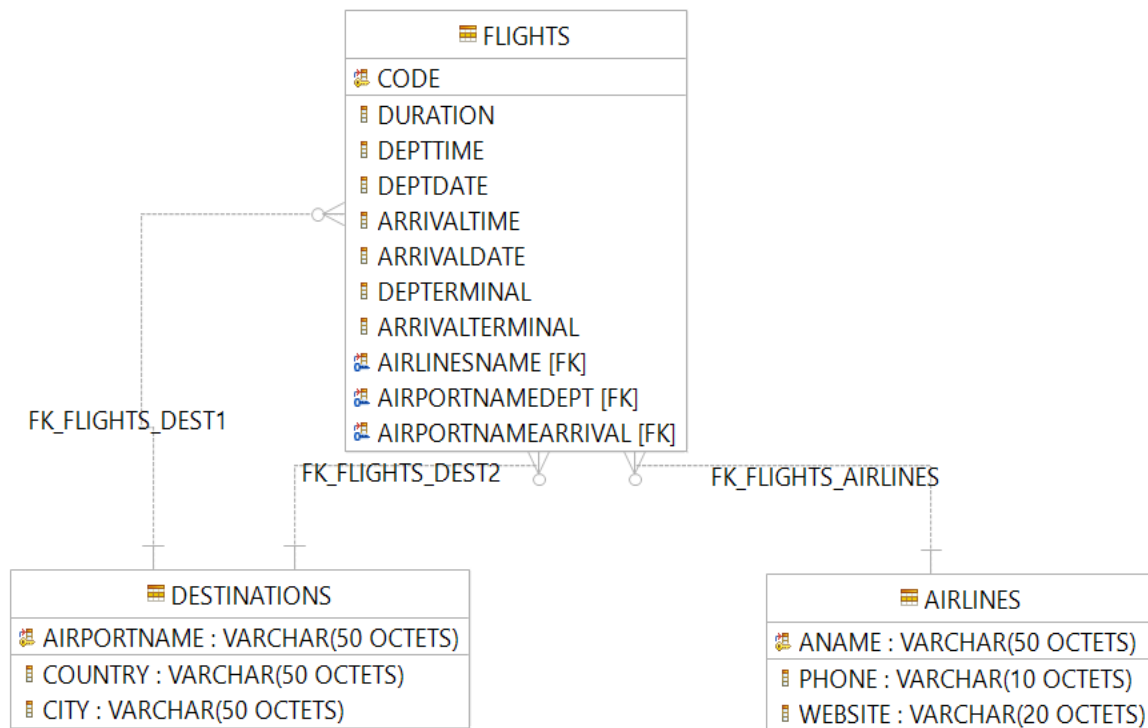 FLIGHTS
CODE
DURATION
DEPTTIME
DEPTDATE
ARRIVALTIME
ARRIVALDATE
DEPTERMINAL
ARRIVALTERMINAL
AIRLINESNAME [FK]
AIRPORTNAMEDEPT [FK]
AIRPORTNAMEARRIVAL [FK]
FK_FLIGHTS_DEST1
FK_FLIGHTS_DEST2
FK_FLIGHTS_AIRLINES
DESTINATIONS
AIRPORTNAME : VARCHAR(50 OCTETS)
COUNTRY : VARCHAR(50 OCTETS)
CITY : VARCHAR(50 OCTETS)
AIRLINES
ANAME : VARCHAR(50 OCTETS)
PHONE : VARCHAR(10 OCTETS)
WEBSITE : VARCHAR(20 OCTETS)